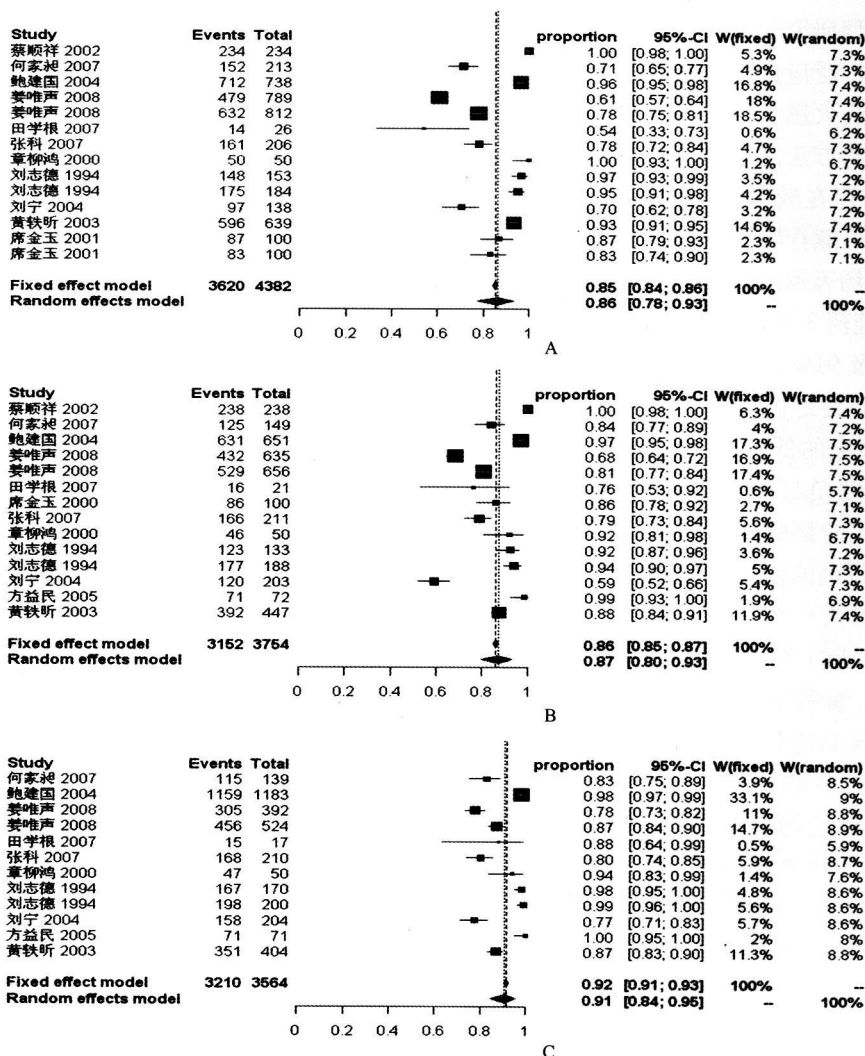 Study Events Total proportion 95%-CI W(fixed) W(random)
蔡顺祥 2002 234 234 1.00 [0.98; 1.00] 5.3% 7.3%
何家昶 2007 152 213 0.71 [0.65; 0.77] 4.9% 7.3%
鲍建国 2004 712 738 0.96 [0.95; 0.98] 16.8% 7.4%
姜唯声 2008 479 789 0.61 [0.57; 0.64] 18% 7.4%
姜唯声 2008 632 812 0.78 [0.75; 0.81] 18.5% 7.4%
田学根 2007 14 26 0.54 [0.33; 0.73] 0.6% 6.2%
张科 2007 161 206 0.78 [0.72; 0.84] 4.7% 7.3%
章柳鸿 2000 50 50 1.00 [0.93; 1.00] 1.2% 6.7%
刘志德 1994 148 153 0.97 [0.93; 0.99] 3.5% 7.2%
刘志德 1994 175 184 0.95 [0.91; 0.98] 4.2% 7.2%
刘宁 2004 97 138 0.70 [0.62; 0.78] 3.2% 7.2%
黄轶昕 2003 596 639 0.93 [0.91; 0.95] 14.6% 7.4%
席金玉 2001 87 100 0.87 [0.79; 0.93] 2.3% 7.1%
席金玉 2001 83 100 0.83 [0.74; 0.90] 2.3% 7.1%
Fixed effect model 3620 4382 0.85 [0.84; 0.86] 100% --
Random effects model 0.86 [0.78; 0.93] -- 100%
0 0.2 0.4 0.6 0.8 1
A
Study Events Total proportion 95%-CI W(fixed) W(random)
蔡顺祥 2002 238 238 1.00 [0.98; 1.00] 6.3% 7.4%
何家昶 2007 125 149 0.84 [0.77; 0.89] 4% 7.2%
鲍建国 2004 631 651 0.97 [0.95; 0.98] 17.3% 7.5%
姜唯声 2008 432 635 0.68 [0.64; 0.72] 16.9% 7.5%
姜唯声 2008 529 656 0.81 [0.77; 0.84] 17.4% 7.5%
田学根 2007 16 21 0.76 [0.53; 0.92] 0.6% 5.7%
席金玉 2000 86 100 0.86 [0.78; 0.92] 2.7% 7.1%
张科 2007 166 211 0.79 [0.73; 0.84] 5.6% 7.3%
章柳鸿 2000 46 50 0.92 [0.81; 0.98] 1.4% 6.7%
刘志德 1994 123 133 0.92 [0.87; 0.96] 3.6% 7.2%
刘志德 1994 177 188 0.94 [0.90; 0.97] 5% 7.3%
刘宁 2004 120 203 0.59 [0.52; 0.66] 5.4% 7.3%
方益民 2005 71 72 0.99 [0.93; 1.00] 1.9% 6.9%
黄轶昕 2003 392 447 0.88 [0.84; 0.91] 11.9% 7.4%
Fixed effect model 3152 3754 0.86 [0.85; 0.87] 100% --
Random effects model 0.87 [0.80; 0.93] -- 100%
0 0.2 0.4 0.6 0.8 1
B
Study Events Total proportion 95%-CI W(fixed) W(random)
何家昶 2007 115 139 0.83 [0.75; 0.89] 3.9% 8.5%
鲍建国 2004 1159 1183 0.98 [0.97; 0.99] 33.1% 9%
姜唯声 2008 305 392 0.78 [0.73; 0.82] 11% 8.8%
姜唯声 2008 456 524 0.87 [0.84; 0.90] 14.7% 8.9%
田学根 2007 15 17 0.88 [0.64; 0.99] 0.5% 5.9%
张科 2007 168 210 0.80 [0.74; 0.85] 5.9% 8.7%
章柳鸿 2000 47 50 0.94 [0.83; 0.99] 1.4% 7.6%
刘志德 1994 167 170 0.98 [0.95; 1.00] 4.8% 8.6%
刘志德 1994 198 200 0.99 [0.96; 1.00] 5.6% 8.6%
刘宁 2004 158 204 0.77 [0.71; 0.83] 5.7% 8.6%
方益民 2005 71 71 1.00 [0.95; 1.00] 2% 8%
黄轶昕 2003 351 404 0.87 [0.83; 0.90] 11.3% 8.8%
Fixed effect model 3210 3564 0.92 [0.91; 0.93] 100% --
Random effects model 0.91 [0.84; 0.95] -- 100%
0 0.2 0.4 0.6 0.8 1
C